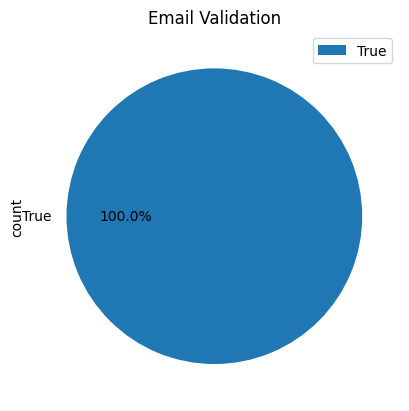 Email Validation
True
count
True
100.0%